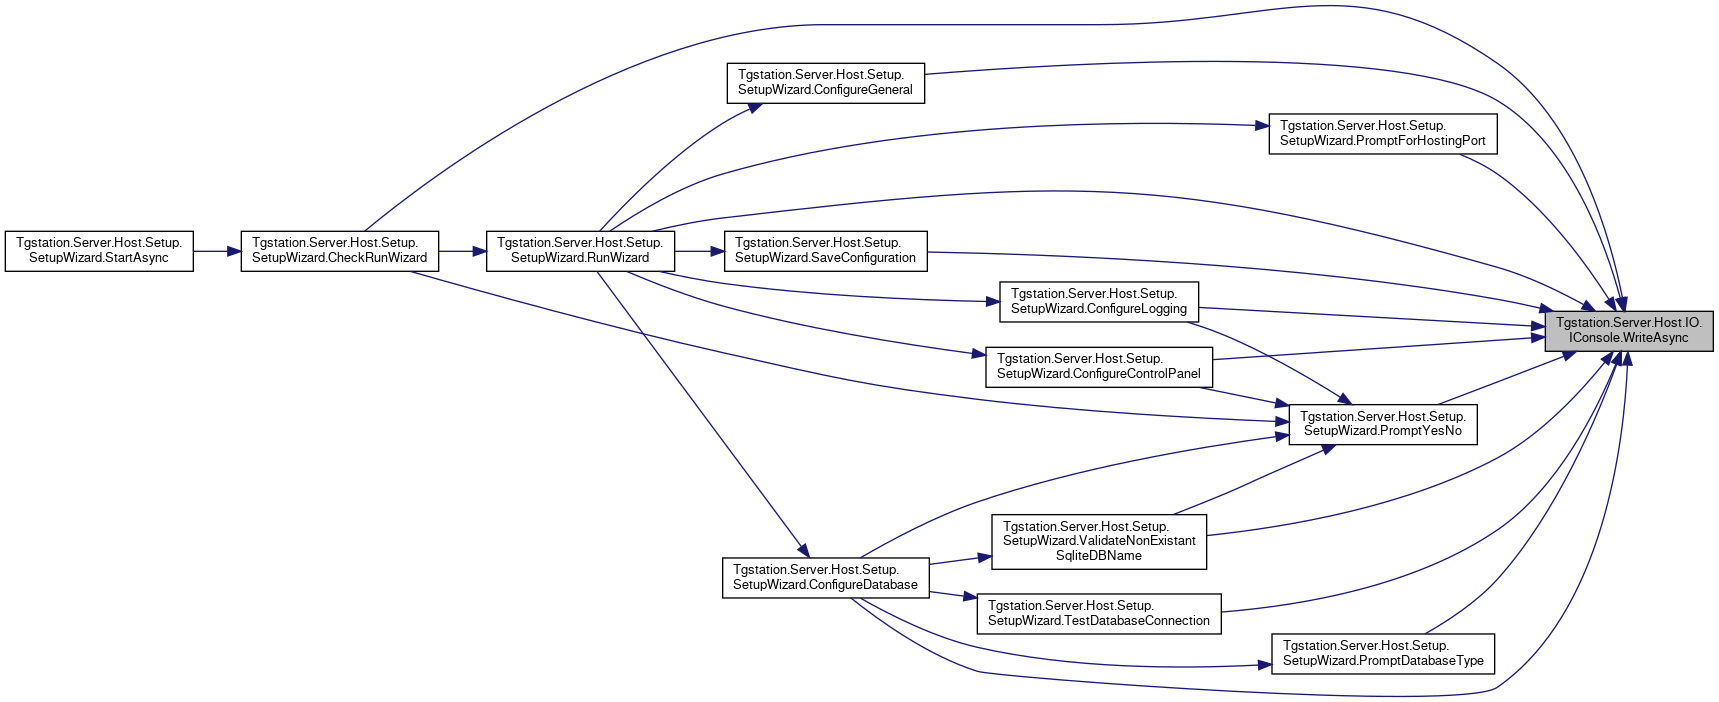 Tgstation.Server.Host.Setup.
SetupWizard.ConfigureGeneral
Tgstation.Server.Host.Setup.
SetupWizard.PromptForHostingPort
Tgstation.Server.Host.Setup.
SetupWizard.StartAsync
Tgstation.Server.Host.Setup.
SetupWizard.CheckRunWizard
Tgstation.Server.Host.Setup.
SetupWizard.RunWizard
Tgstation.Server.Host.Setup.
SetupWizard.SaveConfiguration
Tgstation.Server.Host.Setup.
SetupWizard.ConfigureLogging
Tgstation.Server.Host.IO.
IConsole.WriteAsync
Tgstation.Server.Host.Setup.
SetupWizard.ConfigureControlPanel
Tgstation.Server.Host.Setup.
SetupWizard.PromptYesNo
Tgstation.Server.Host.Setup.
SetupWizard.ValidateNonExistant
SqliteDBName
Tgstation.Server.Host.Setup.
SetupWizard.ConfigureDatabase
Tgstation.Server.Host.Setup.
SetupWizard.TestDatabaseConnection
Tgstation.Server.Host.Setup.
SetupWizard.PromptDatabaseType